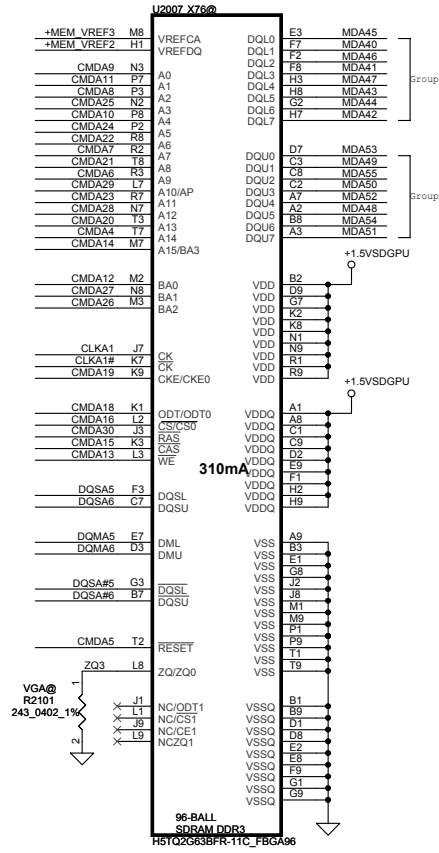 U2007 X76@
+MEM_VREF3 M8 VREFCA
+MEM_VREF2 H1 VREFDQ
CMDA9 N3 A0
CMDA11 P7 A1
CMDA8 P3 A2
CMDA25 N2 A3
CMDA10 P8 A4
CMDA24 P2 A5
CMDA22 R8 A6
CMDA7 R2 A7
CMDA21 T8 A8
CMDA6 R3 A9
CMDA29 L7 A10/AP
CMDA23 R7 A11
CMDA28 N7 A12
CMDA20 T3 A13
CMDA4 T7 A14
CMDA14 M7 A15/BA3
CMDA12 M2 BA0
CMDA27 N8 BA1
CMDA26 M3 BA2
CLKA1 J7 CK
CLKA1# K7 CK
CMDA19 K9 CKE/CKE0
CMDA18 K1 ODT/ODT0
CMDA16 L2 CS/CS0
CMDA30 J3 RAS
CMDA15 K3 CAS
CMDA13 L3 WE
310mA
DQSA5 F3 DQSL
DQSA6 C7 DQSU
DQMA5 E7 DML
DQMA6 D3 DMU
DQSA#5 G3 DQSL
DQSA#6 B7 DQSU
CMDA5 T2 RESET
ZQ3 L8 ZQ/ZQ0
1
VGA@
R2101
243_0402_1%
2
J1 NC/ODT1
L1 NC/CS1
J9 NC/CE1
L9 NCZQ1
DQL0 E3 MDA45
DQL1 F7 MDA40
DQL2 F2 MDA46
DQL3 F8 MDA41
DQL4 H3 MDA47
DQL5 H8 MDA43
DQL6 G2 MDA44
DQL7 H7 MDA42
Group
DQU0 D7 MDA53
DQU1 C3 MDA49
DQU2 C8 MDA55
DQU3 C2 MDA50
DQU4 A7 MDA52
DQU5 A2 MDA48
DQU6 B8 MDA54
DQU7 A3 MDA51
Group
+1.5VSDGPU
VDD B2
VDD D9
VDD G7
VDD K2
VDD K8
VDD N1
VDD N9
VDD R1
VDD R9
+1.5VSDGPU
VDDQ A1
VDDQ A8
VDDQ C1
VDDQ C9
VDDQ D2
VDDQ E9
VDDQ F1
VDDQ H2
VDDQ H9
VSS A9
VSS B3
VSS E1
VSS G8
VSS J2
VSS J8
VSS M1
VSS M9
VSS P1
VSS P9
VSS T1
VSS T9
VSSQ B1
VSSQ B9
VSSQ D1
VSSQ D8
VSSQ E2
VSSQ E8
VSSQ F9
VSSQ G1
VSSQ G9
96-BALL
SDRAM DDR3
H5TQ2G63BFR-11C_FBGA96